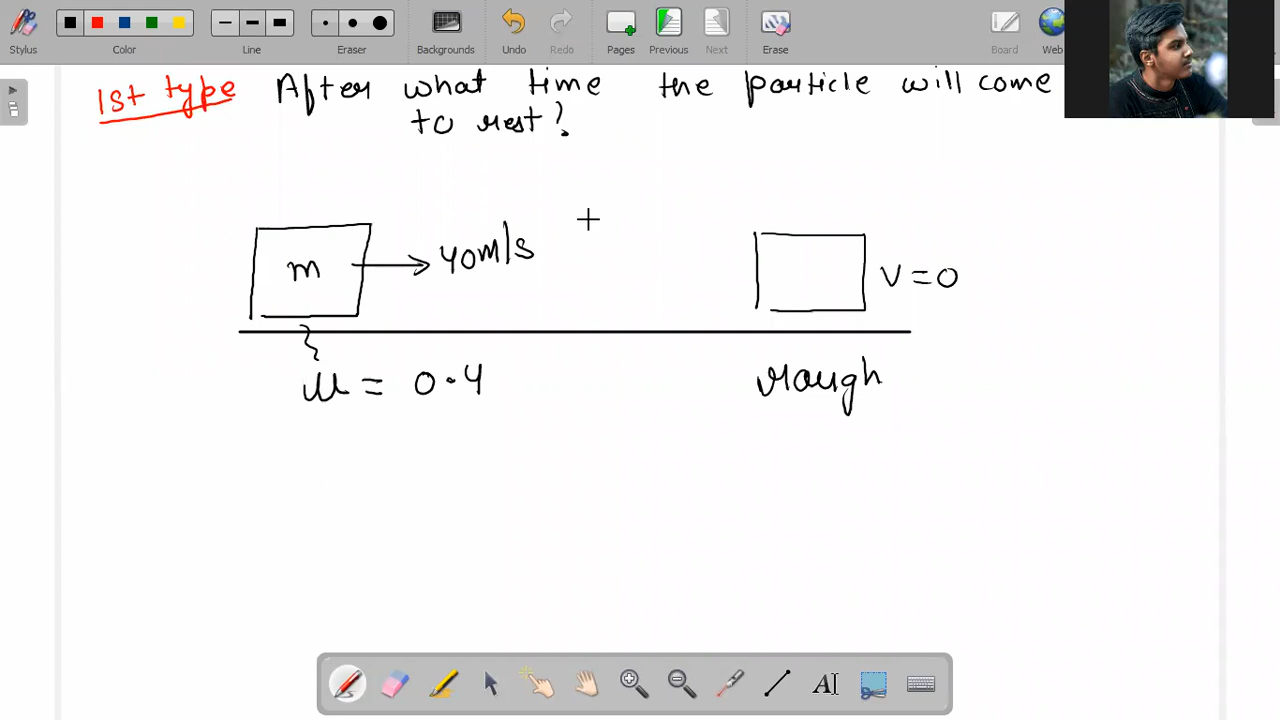 Stylus
Color
Line
Eraser
Backgrounds
Undo
Redo
Pages
Previous
Next
Erase
Board
Web
1st type After what time the particle will come
to rest?
m
40m/s
v=0
μ = 0.4
rough
AI